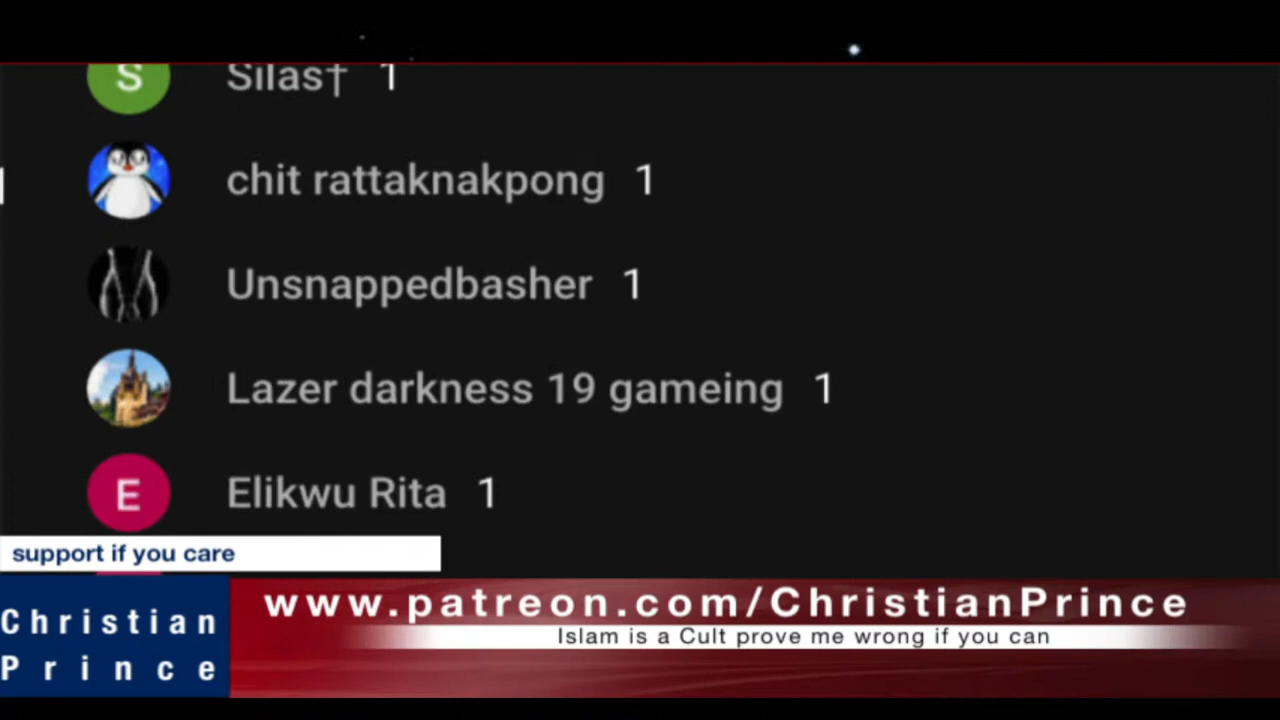 S Silas† 1
chit rattaknakpong 1
Unsnappedbasher 1
Lazer darkness 19 gameing 1
E Elikwu Rita 1
support if you care
Christian
Prince
www.patreon.com/ChristianPrince
Islam is a Cult prove me wrong if you can